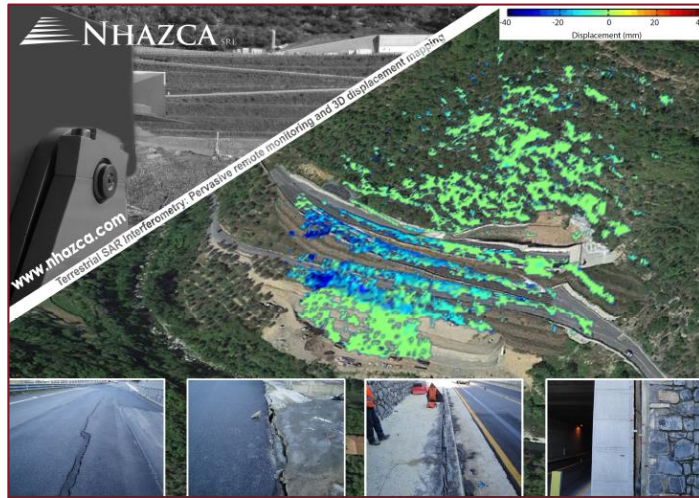 NHAZCA SRL
-40 -20 0 20 40
Displacement (mm)
Terrestrial SAR Interferometry: Pervasive remote monitoring and 3D displacement mapping
www.nhazca.com